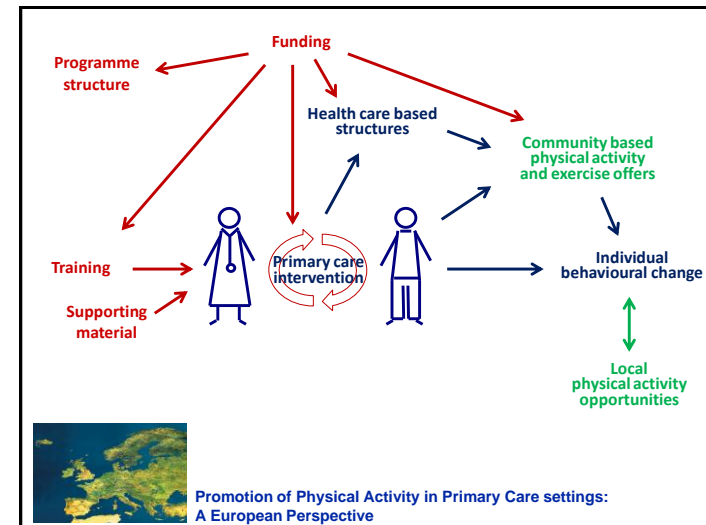 Funding
Programme
structure
Health care based
structures
Community based
physical activity
and exercise offers
Training
Primary care
intervention
Individual
behavioural change
Supporting
material
Local
physical activity
opportunities
Promotion of Physical Activity in Primary Care settings:
A European Perspective